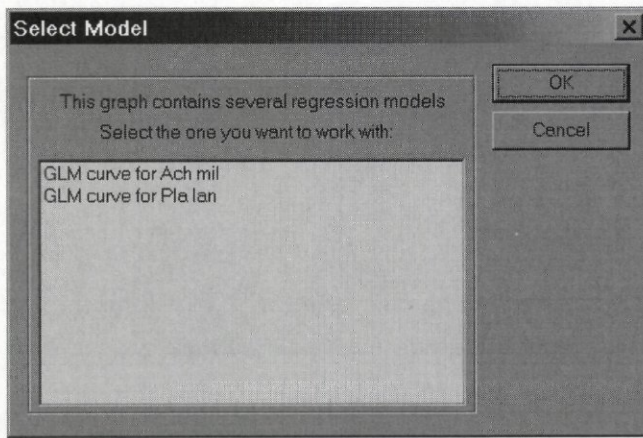 Select Model
This graph contains several regression models
Select the one you want to work with:
GLM curve for Ach mil
GLM curve for Pla lan
OK
Cancel